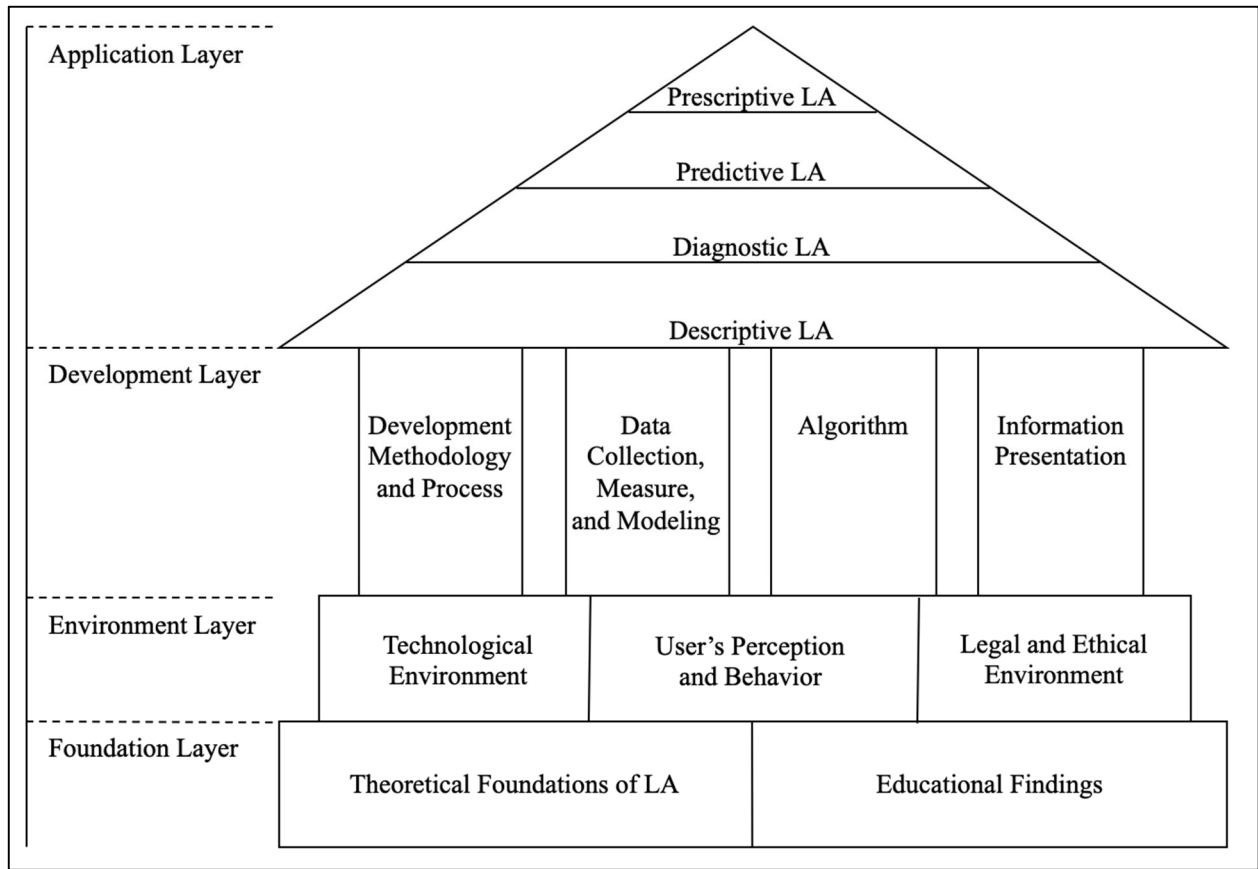 Application Layer
Prescriptive LA
Predictive LA
Diagnostic LA
Descriptive LA
Development Layer
Development
Methodology
and Process
Data
Collection,
Measure,
and Modeling
Algorithm
Information
Presentation
Environment Layer
Technological
Environment
User’s Perception
and Behavior
Legal and Ethical
Environment
Foundation Layer
Theoretical Foundations of LA
Educational Findings